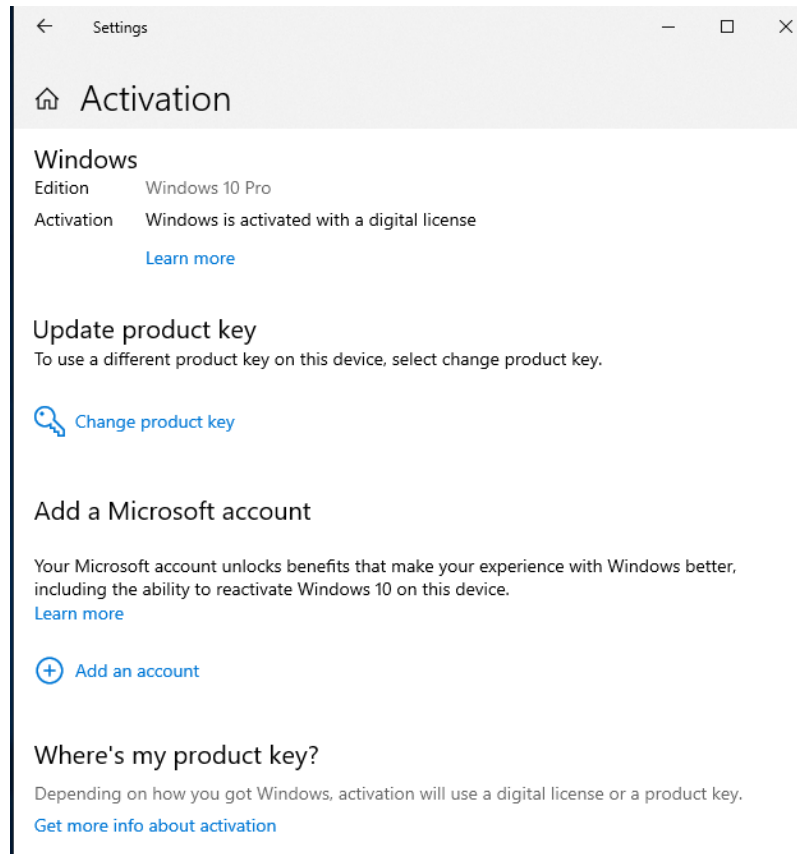 Settings
Activation
Windows
Edition Windows 10 Pro
Activation Windows is activated with a digital license
Learn more
Update product key
To use a different product key on this device, select change product key.
Change product key
Add a Microsoft account
Your Microsoft account unlocks benefits that make your experience with Windows better,
including the ability to reactivate Windows 10 on this device.
Learn more
Add an account
Where's my product key?
Depending on how you got Windows, activation will use a digital license or a product key.
Get more info about activation